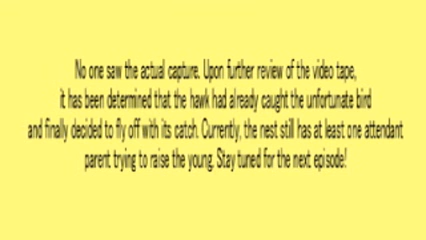 No one saw the actual capture. Upon further review of the video tape,
it has been determined that the hawk had already caught the unfortunate bird
and finally decided to fly off with its catch. Currently, the nest still has at least one attendant
parent trying to raise the young. Stay tuned for the next episode!